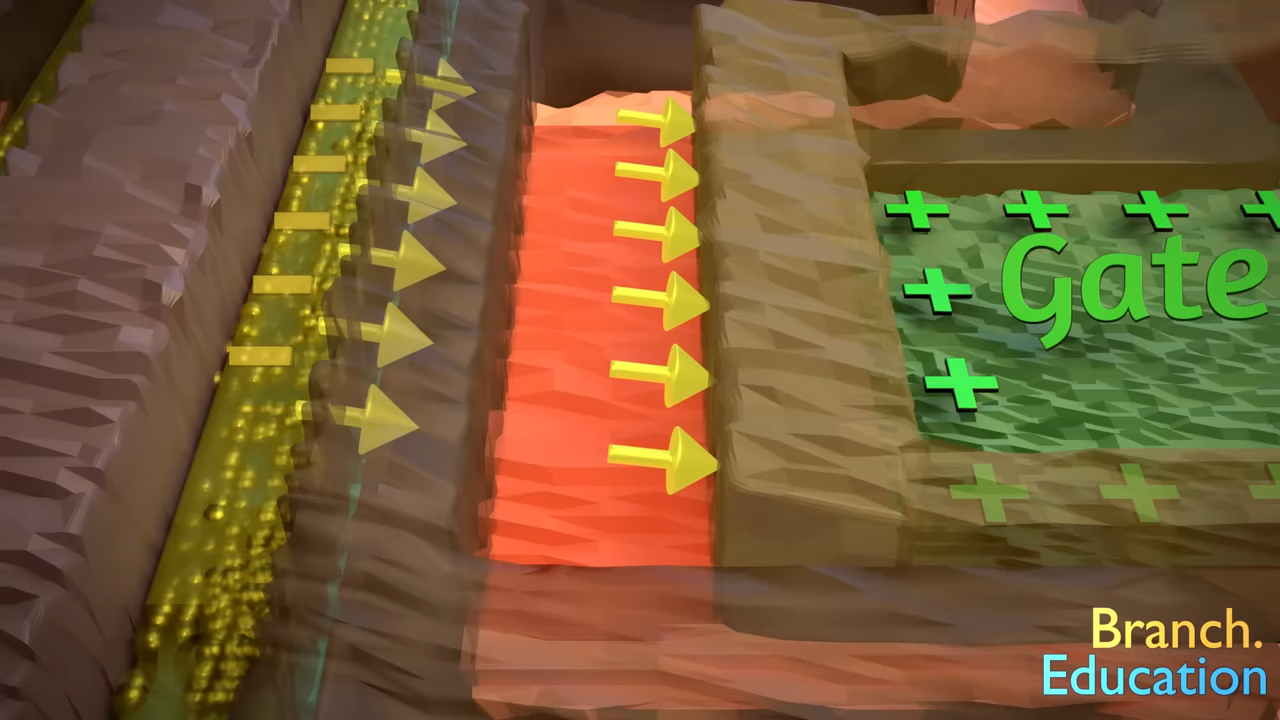 + + + +
Gate
+
+
+ + +
Branch.
Education